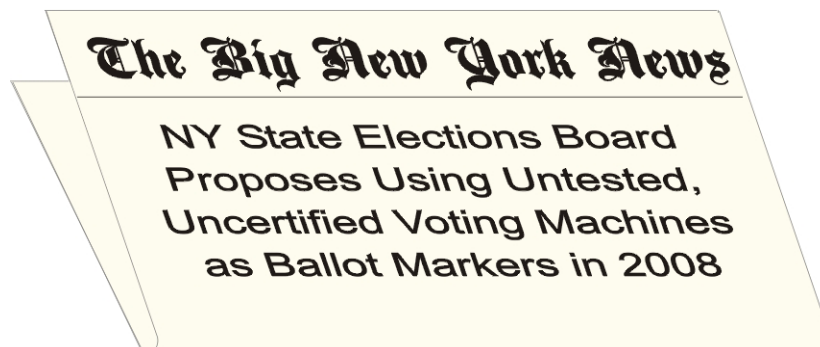 The Big New York News
NY State Elections Board
Proposes Using Untested,
Uncertified Voting Machines
as Ballot Markers in 2008